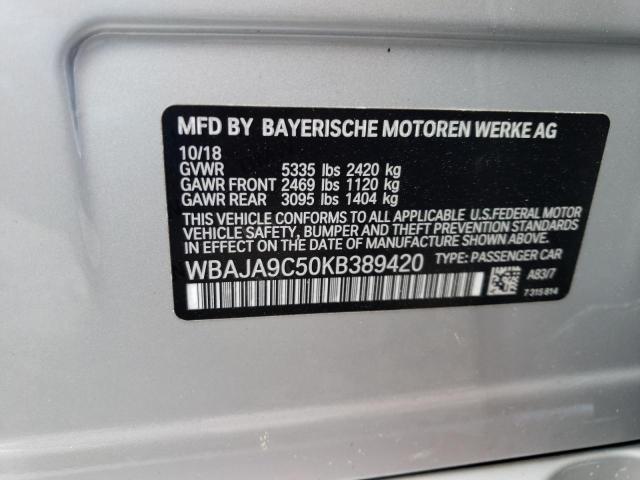 MFD BY BAYERISCHE MOTOREN WERKE AG
10/18
GVWR 5335 lbs 2420 kg
GAWR FRONT 2469 lbs 1120 kg
GAWR REAR 3095 lbs 1404 kg
THIS VEHICLE CONFORMS TO ALL APPLICABLE U.S.FEDERAL MOTOR
VEHICLE SAFETY, BUMPER AND THEFT PREVENTION STANDARDS
IN EFFECT ON THE DATE OF MANUFACTURE SHOWN ABOVE.
WBAJA9C50KB389420 TYPE: PASSENGER CAR
A83/7
7 315 814